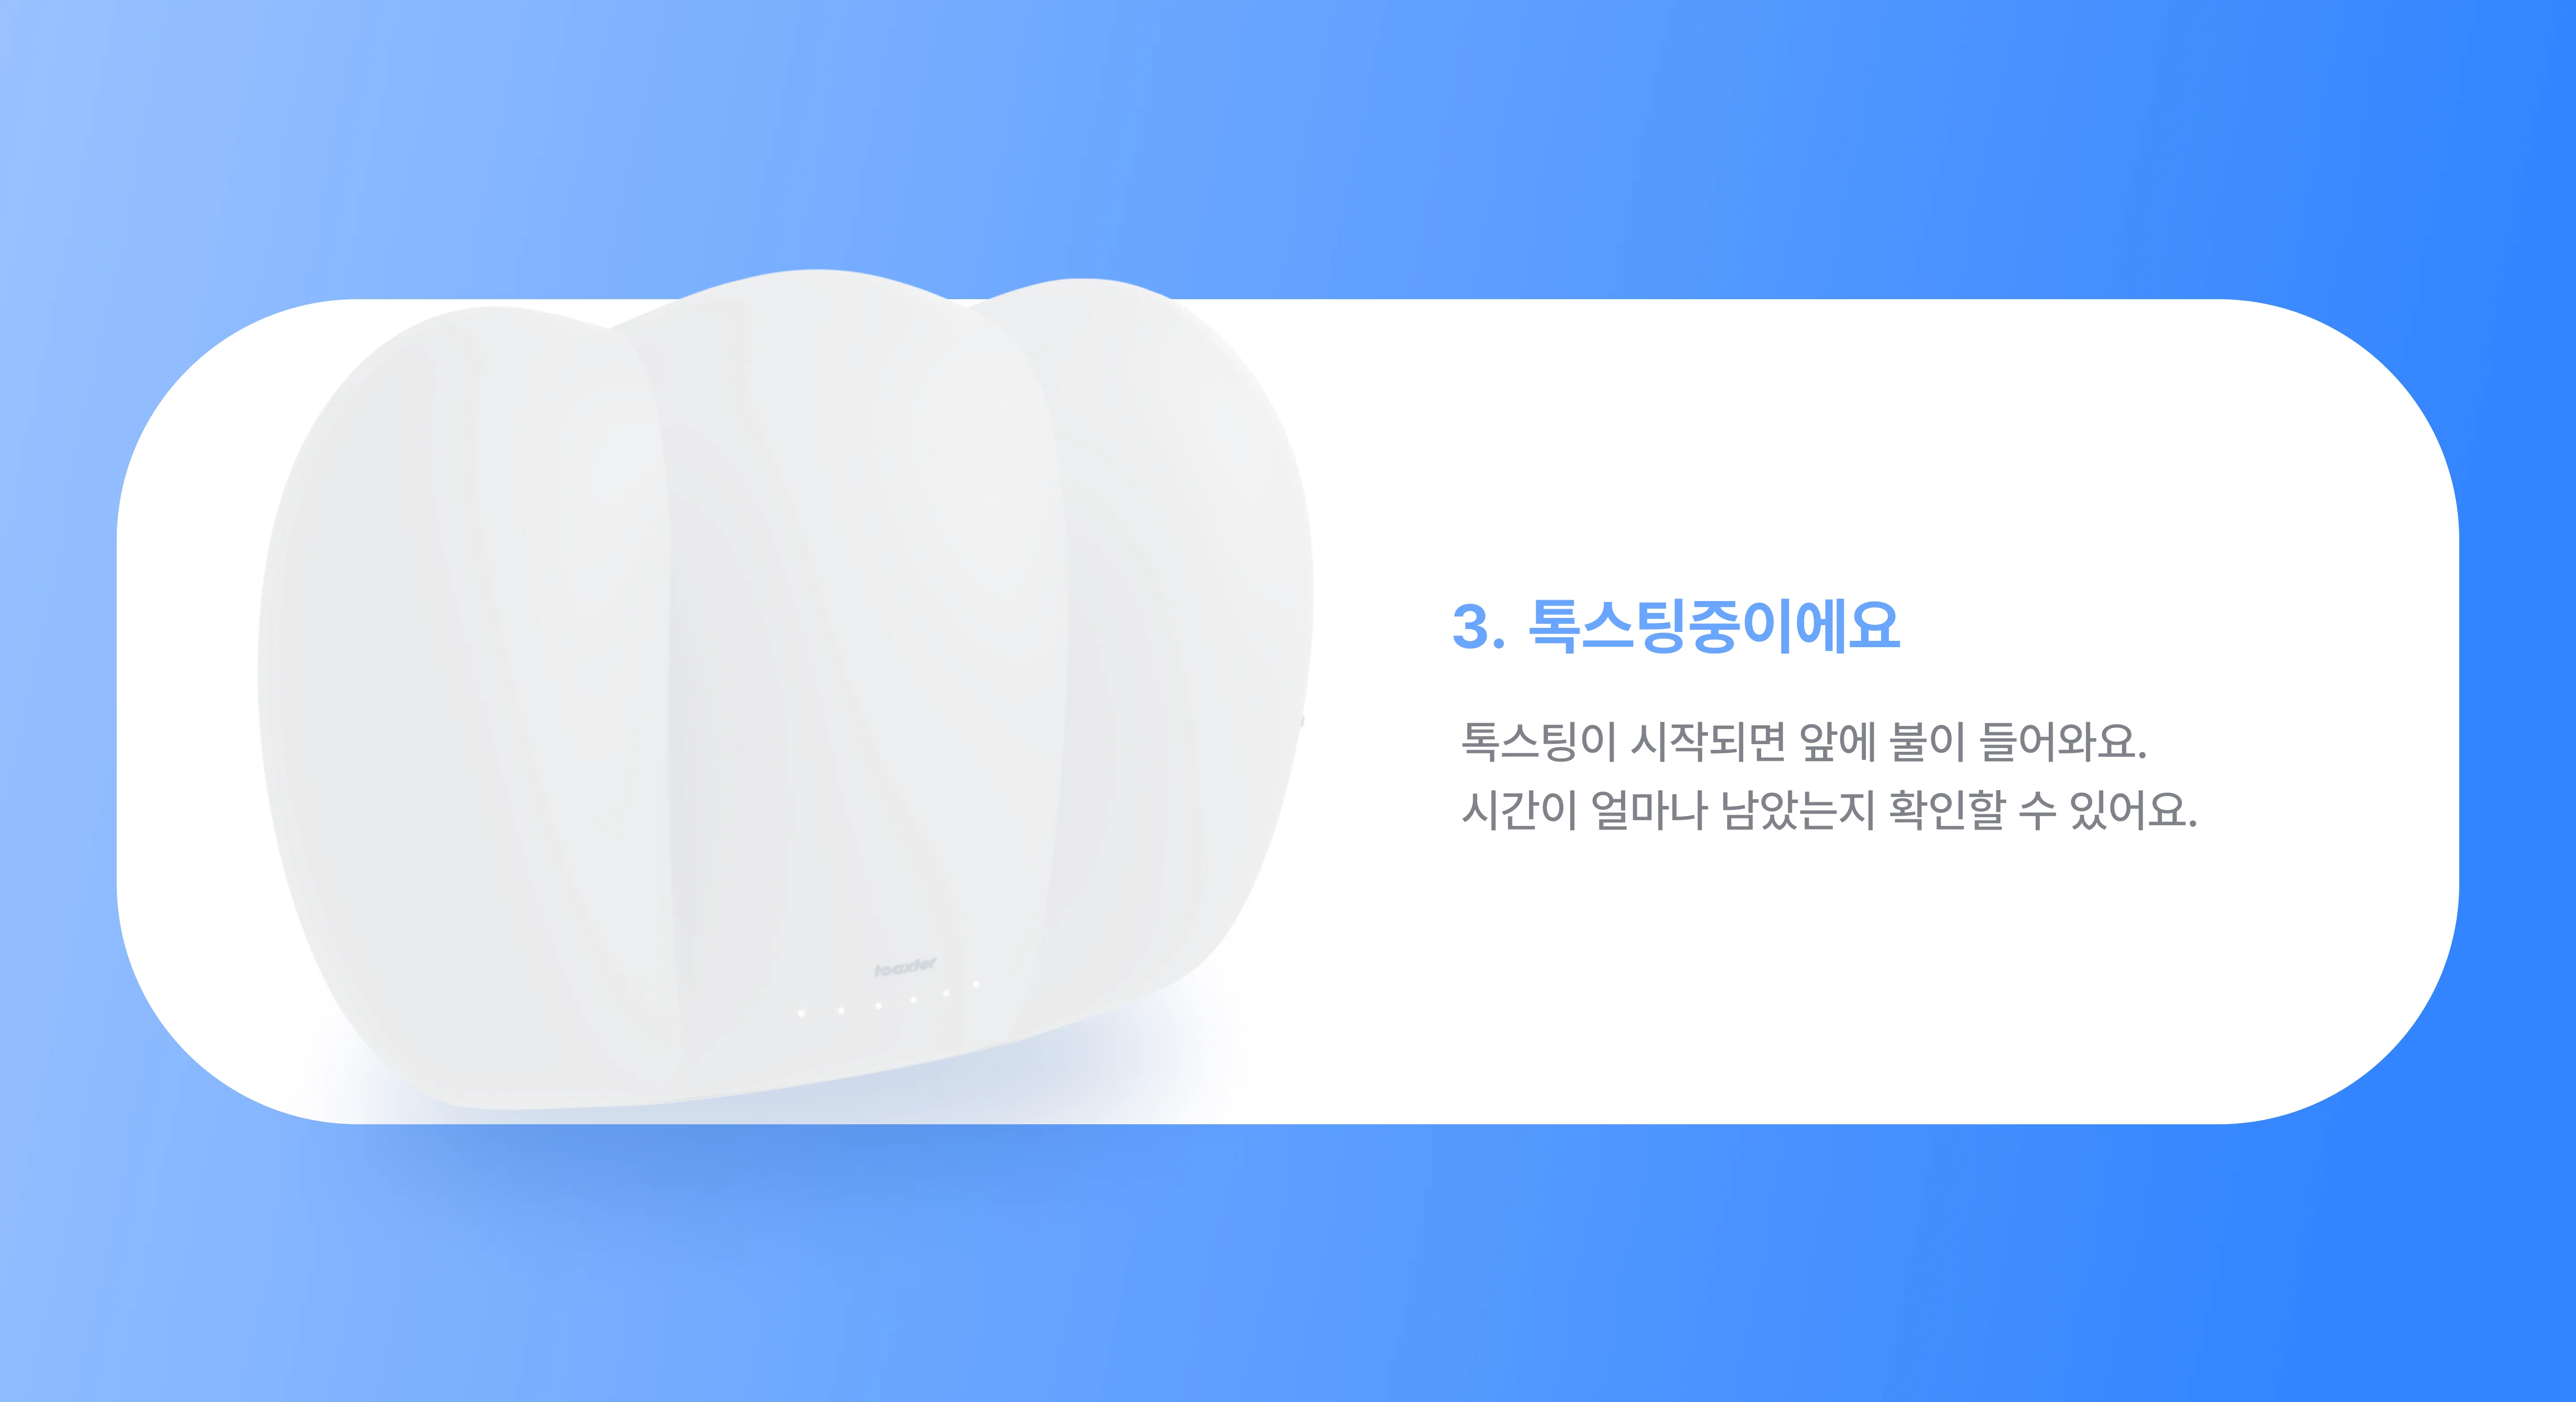 3. 톡스팅중이에요
톡스팅이 시작되면 앞에 불이 들어와요.
시간이 얼마나 남았는지 확인할 수 있어요.
toaxter